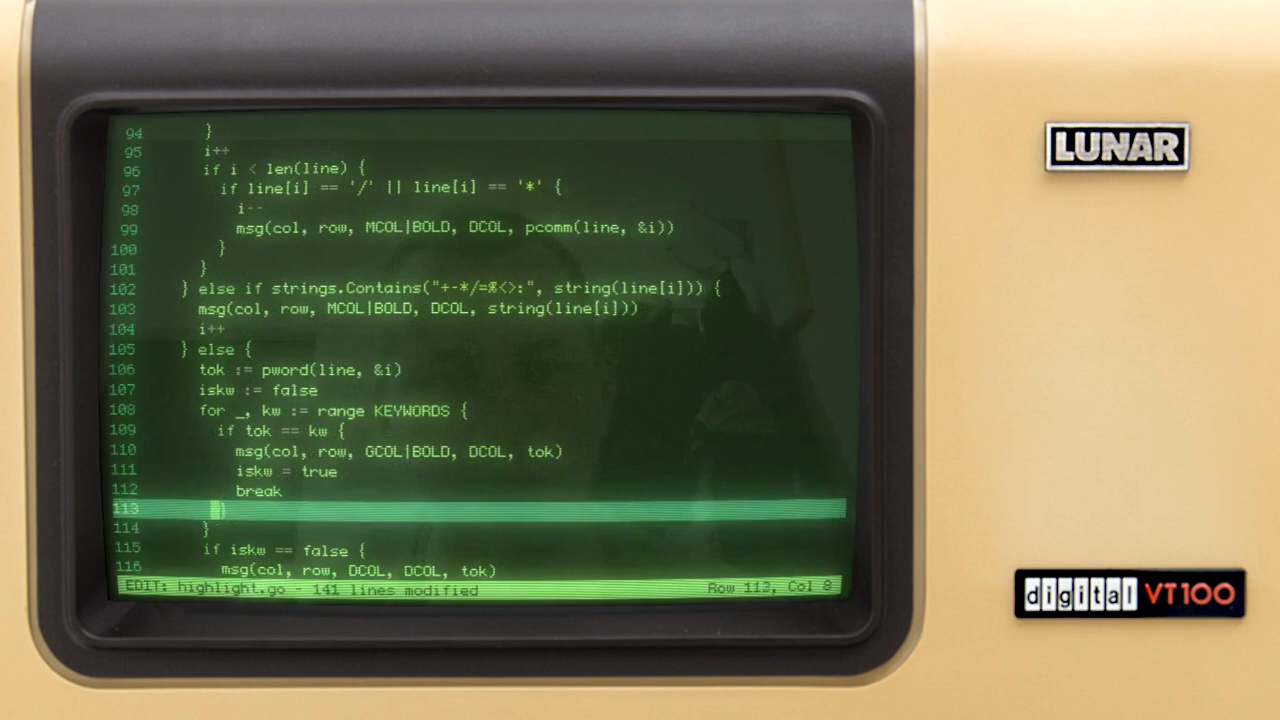 94 }
95 i++
96 if i < len(line) {
97 if line[i] == '/' || line[i] == '*' {
98 i--
99 msg(col, row, MCOL|BOLD, DCOL, pcomm(line, &i))
100 }
101 }
102 } else if strings.Contains("+-*/=%<>:", string(line[i])) {
103 msg(col, row, MCOL|BOLD, DCOL, string(line[i]))
104 i++
105 } else {
106 tok := pword(line, &i)
107 iskw := false
108 for _, kw := range KEYWORDS {
109 if tok == kw {
110 msg(col, row, GCOL|BOLD, DCOL, tok)
111 iskw = true
112 break
113 }
114 }
115 if iskw == false {
116 msg(col, row, DCOL, DCOL, tok)
EDIT: highlight.go - 141 lines modified Row 113, Col 8
LUNAR
digital VT100